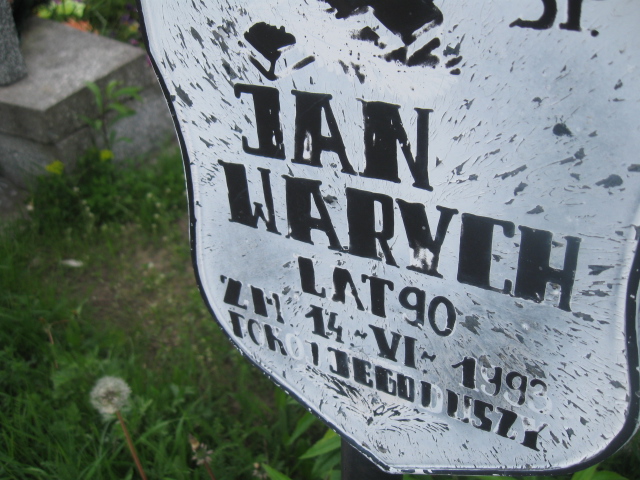 ŚP.
JAN
WARYCH
LAT 90
ZM 14~VI~1993
POKÓJ JEGO DUSZY